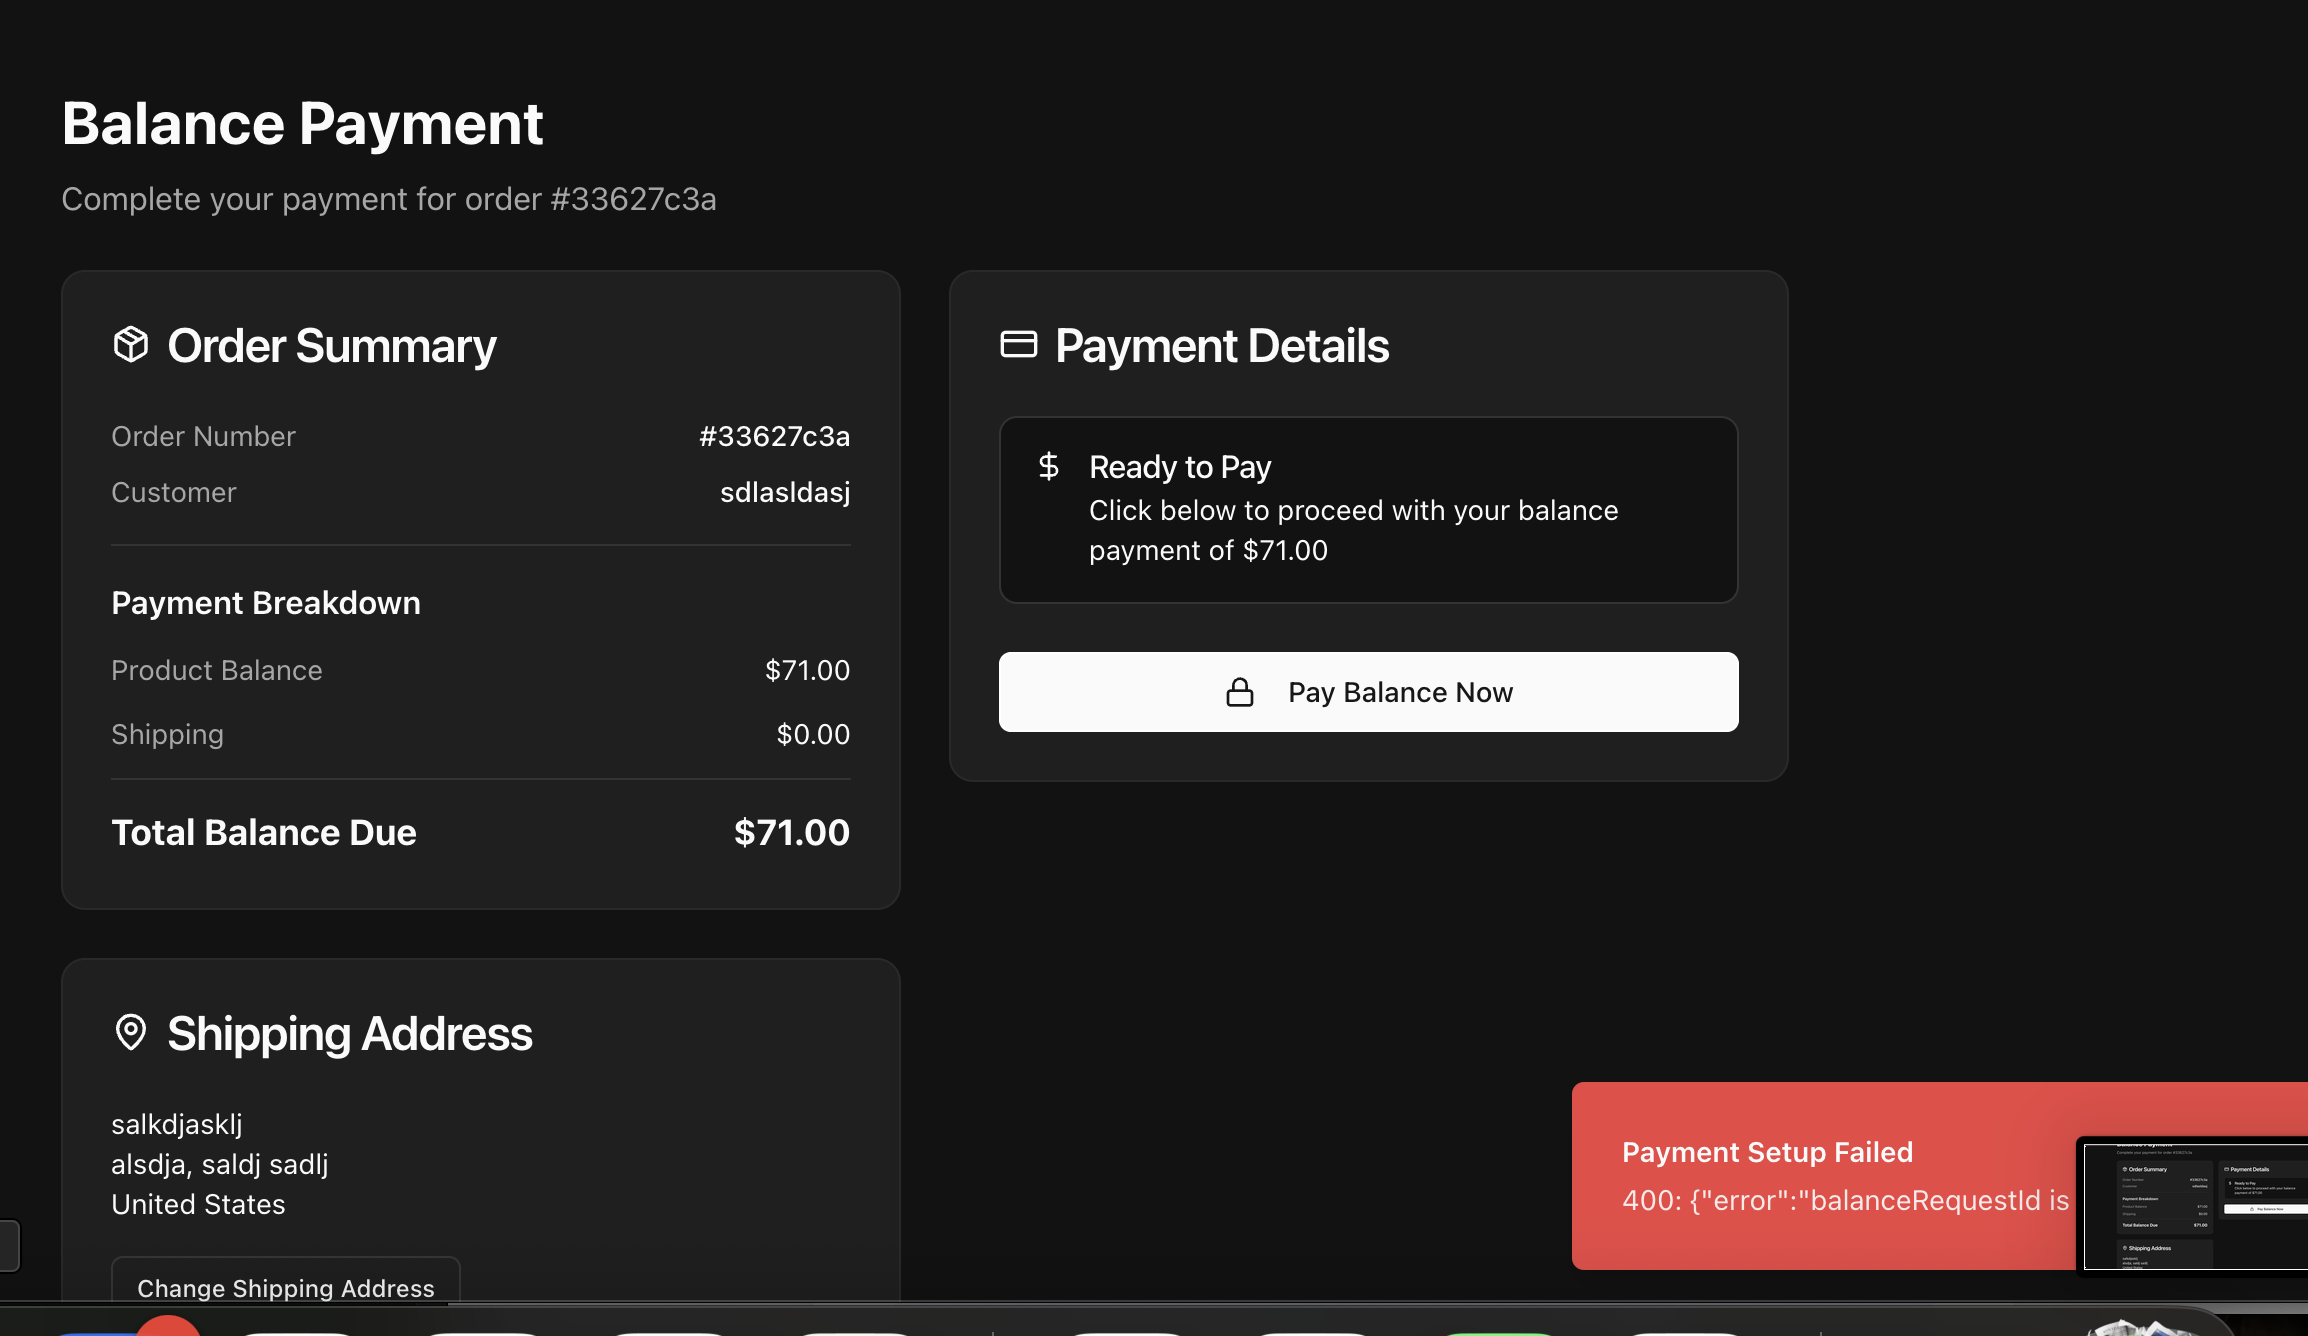 Balance Payment
Complete your payment for order #33627c3a
Order Summary
Order Number #33627c3a
Customer sdlasldasj
Payment Breakdown
Product Balance $71.00
Shipping $0.00
Total Balance Due $71.00
Shipping Address
salkdjasklj
alsdja, saldj sadlj
United States
Change Shipping Address
Payment Details
Ready to Pay
Click below to proceed with your balance
payment of $71.00
Pay Balance Now
Payment Setup Failed
400: {"error":"balanceRequestId is